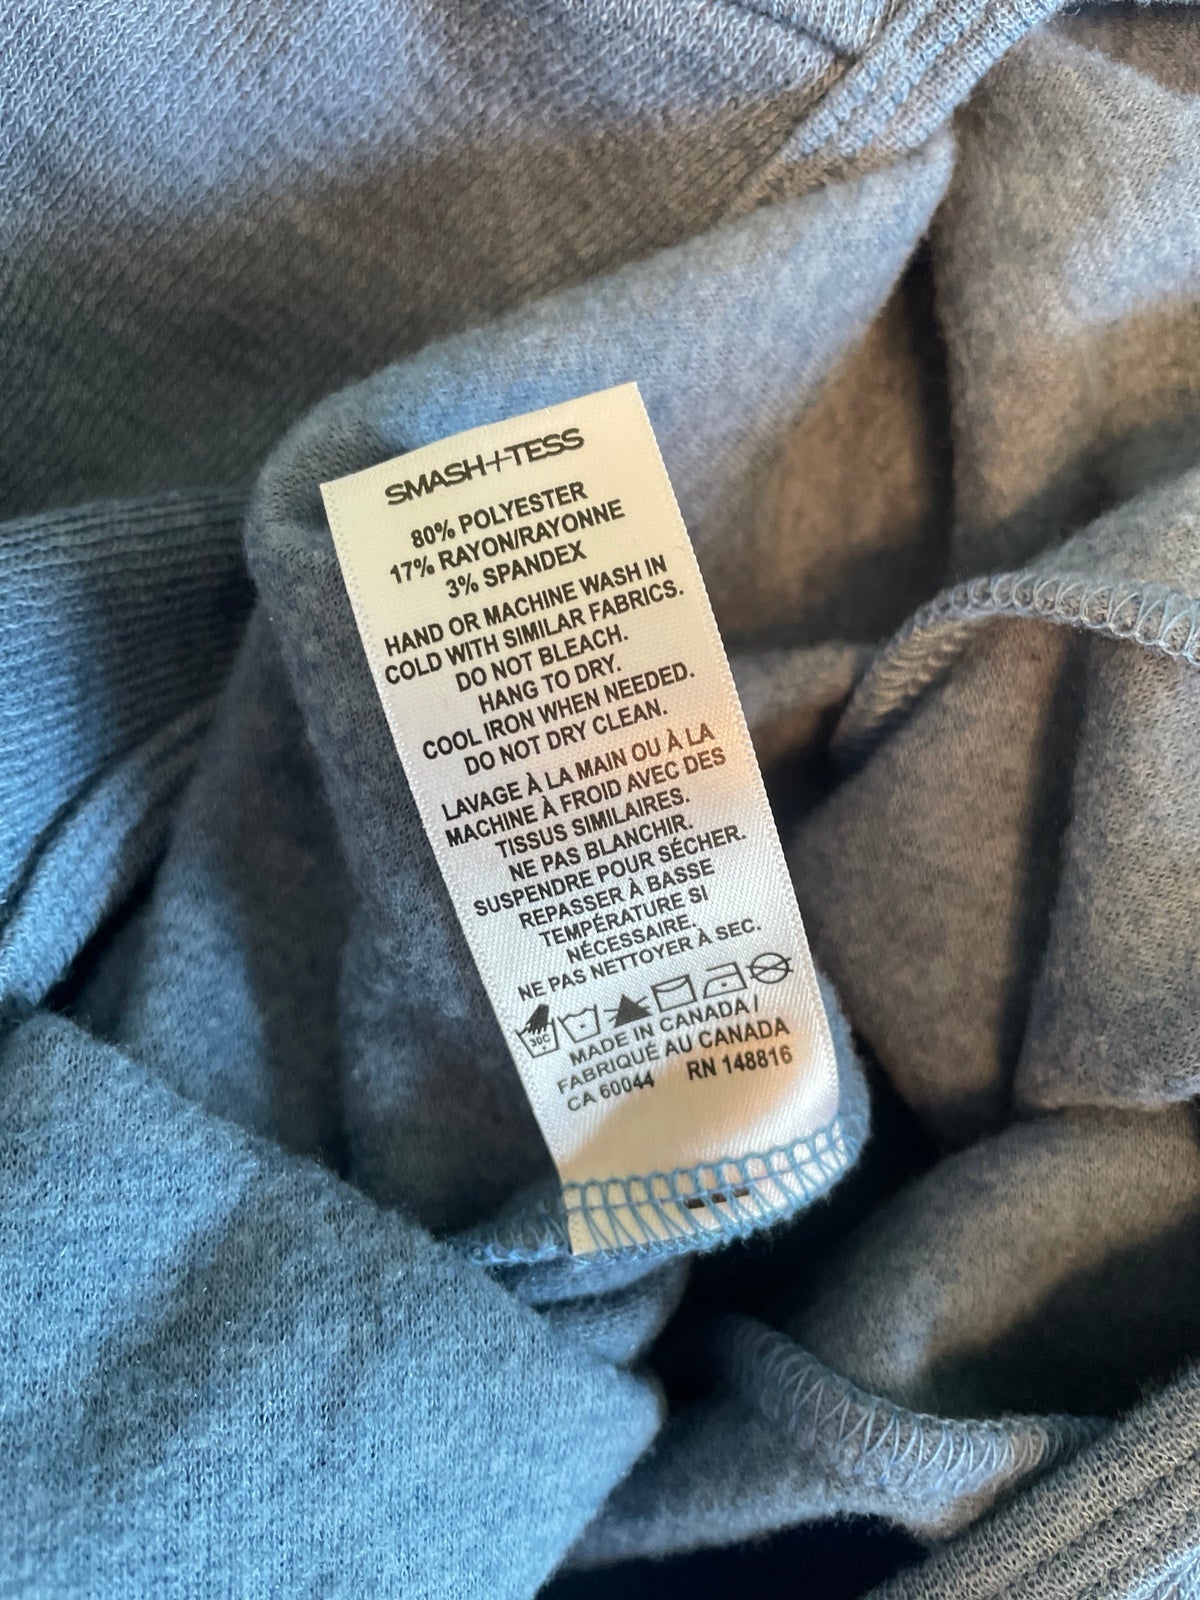 SMASH+TESS
80% POLYESTER
17% RAYON/RAYONNE
3% SPANDEX
HAND OR MACHINE WASH IN
COLD WITH SIMILAR FABRICS.
DO NOT BLEACH.
HANG TO DRY.
COOL IRON WHEN NEEDED.
DO NOT DRY CLEAN.
LAVAGE À LA MAIN OU À LA
MACHINE À FROID AVEC DES
TISSUS SIMILAIRES.
NE PAS BLANCHIR.
SUSPENDRE POUR SÉCHER.
REPASSER À BASSE
TEMPÉRATURE SI
NÉCESSAIRE.
NE PAS NETTOYER À SEC.
30C
MADE IN CANADA /
FABRIQUÉ AU CANADA
CA 60044 RN 148816